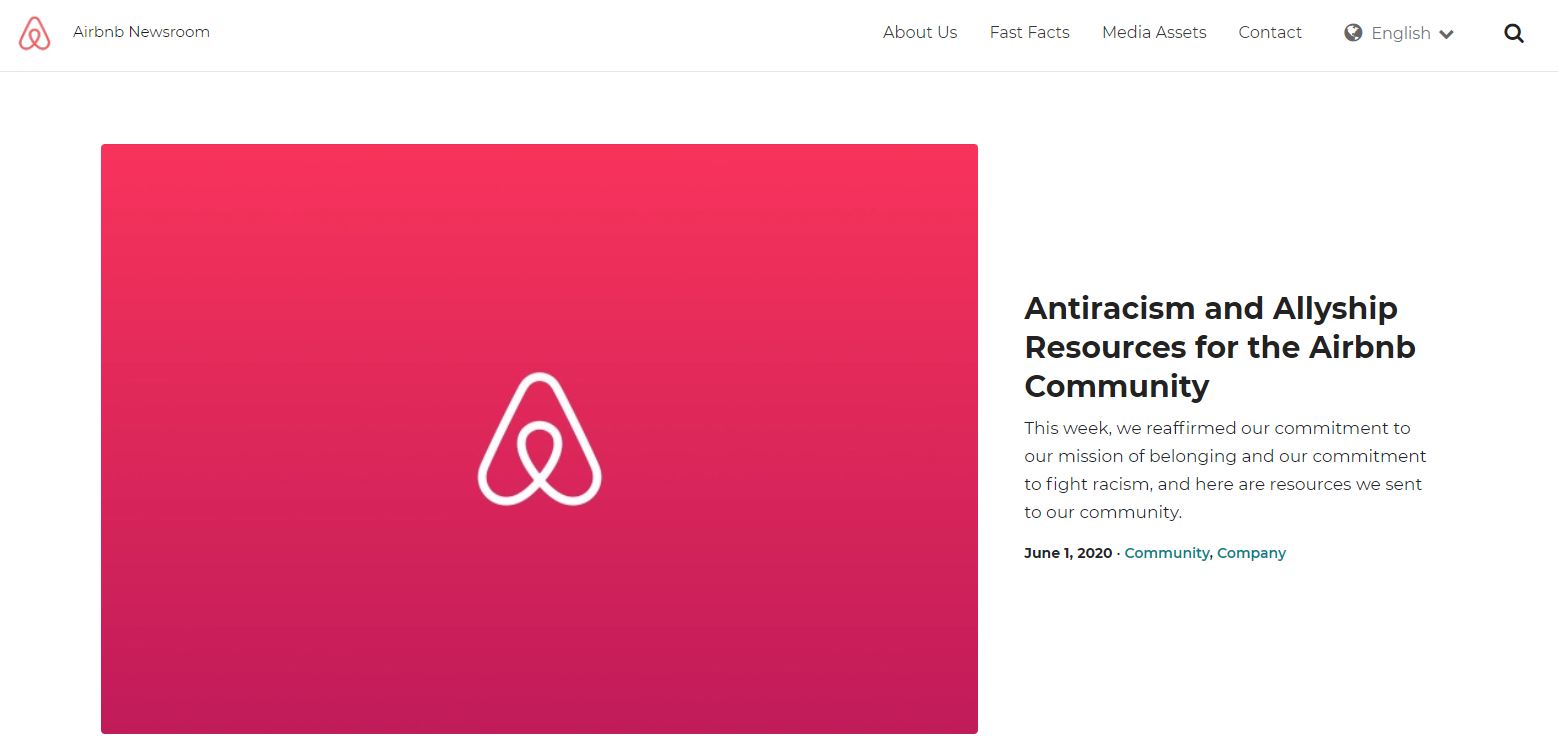 Airbnb Newsroom
About Us
Fast Facts
Media Assets
Contact
English
Antiracism and Allyship
Resources for the Airbnb
Community
This week, we reaffirmed our commitment to
our mission of belonging and our commitment
to fight racism, and here are resources we sent
to our community.
June 1, 2020 · Community, Company